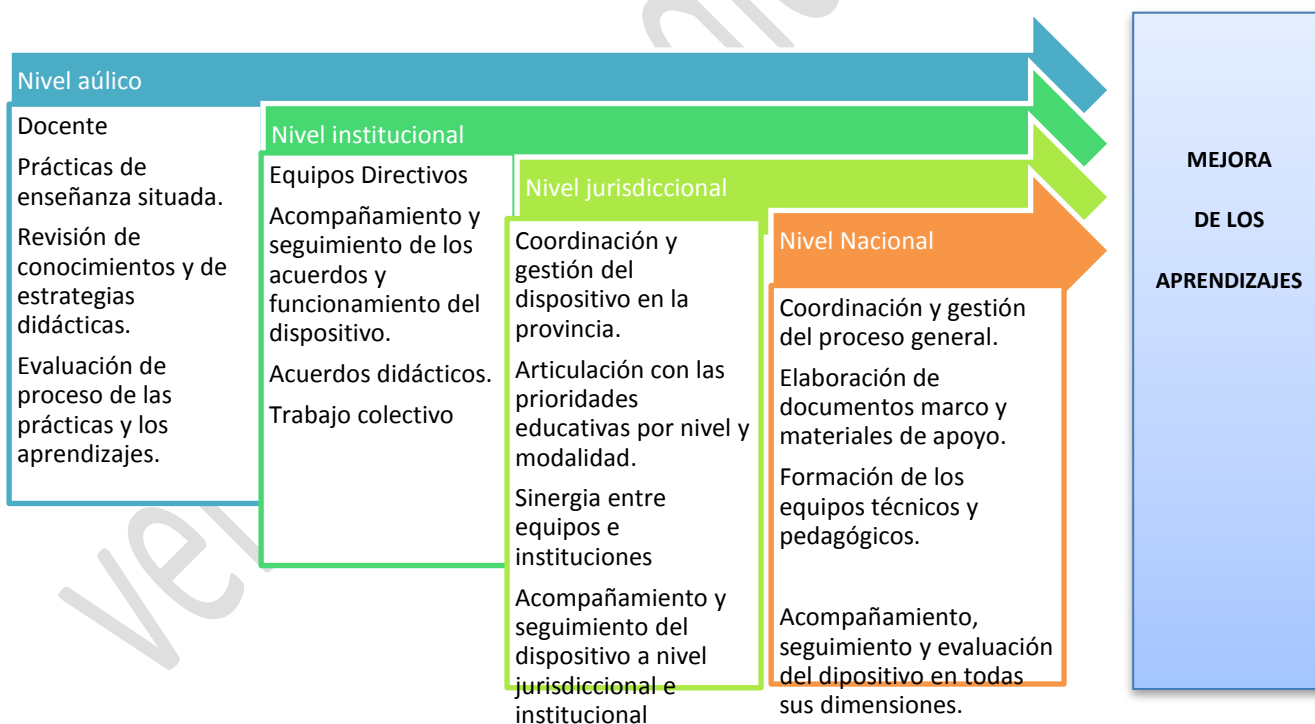 Nivel aúlico
Docente
Prácticas de
enseñanza situada.
Revisión de
conocimientos y de
estrategias
didácticas.
Evaluación de
proceso de las
prácticas y los
aprendizajes.
Nivel institucional
Equipos Directivos
Acompañamiento y
seguimiento de los
acuerdos y
funcionamiento del
dispositivo.
Acuerdos didácticos.
Trabajo colectivo
Nivel jurisdiccional
Coordinación y
gestión del
dispositivo en la
provincia.
Articulación con las
prioridades
educativas por nivel y
modalidad.
Sinergia entre
equipos e
instituciones
Acompañamiento y
seguimiento del
dispositivo a nivel
jurisdiccional e
institucional
Nivel Nacional
Coordinación y gestión
del proceso general.
Elaboración de
documentos marco y
materiales de apoyo.
Formación de los
equipos técnicos y
pedagógicos.
Acompañamiento,
seguimiento y evaluación
del dipositivo en todas
sus dimensiones.
MEJORA
DE LOS
APRENDIZAJES